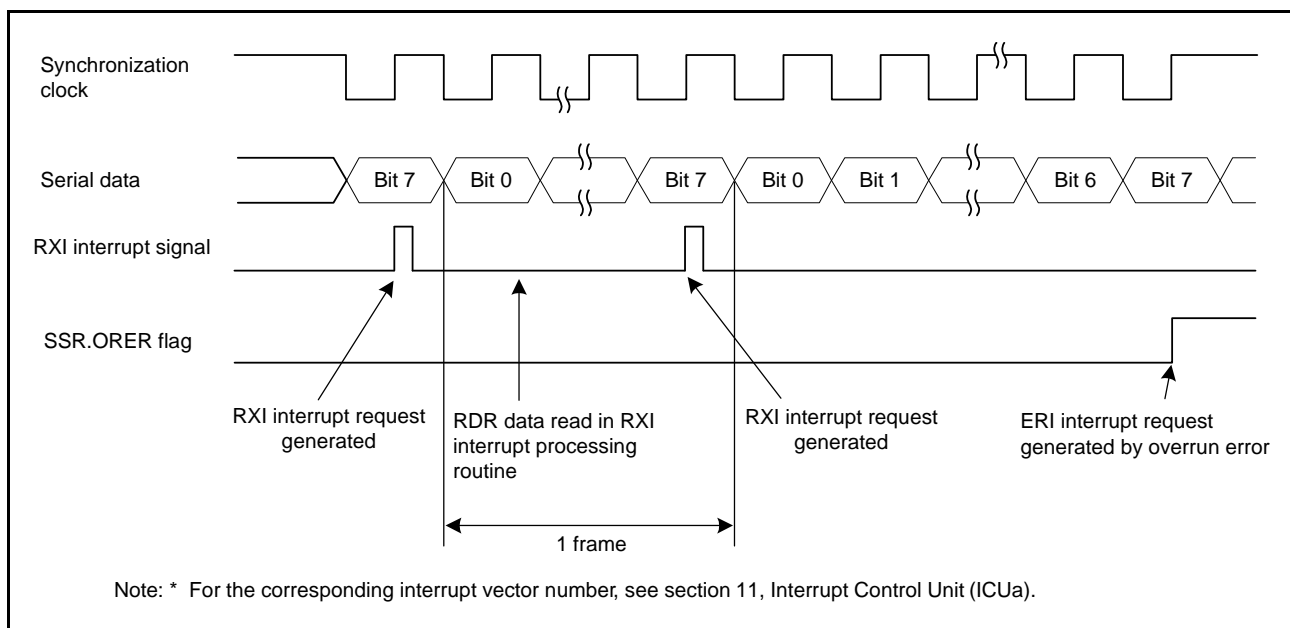 Synchronization
clock
Serial data
Bit 7
Bit 0
Bit 7
Bit 0
Bit 1
Bit 6
Bit 7
RXI interrupt signal
SSR.ORER flag
RXI interrupt request
generated
RDR data read in RXI
interrupt processing
routine
RXI interrupt request
generated
ERI interrupt request
generated by overrun error
1 frame
Note: * For the corresponding interrupt vector number, see section 11, Interrupt Control Unit (ICUa).